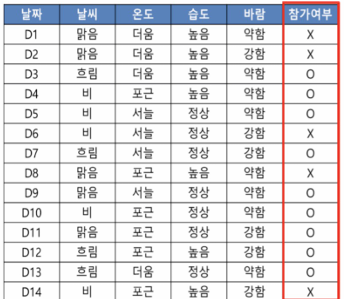 날짜 날씨 온도 습도 바람 참가여부
D1 맑음 더움 높음 약함 X
D2 맑음 더움 높음 강함 X
D3 흐림 더움 높음 약함 O
D4 비 포근 높음 약함 O
D5 비 서늘 정상 약함 O
D6 비 서늘 정상 강함 X
D7 흐림 서늘 정상 강함 O
D8 맑음 포근 높음 약함 X
D9 맑음 서늘 정상 약함 O
D10 비 포근 정상 약함 O
D11 맑음 포근 정상 강함 O
D12 흐림 포근 높음 강함 O
D13 흐림 더움 정상 약함 O
D14 비 포근 높음 강함 X